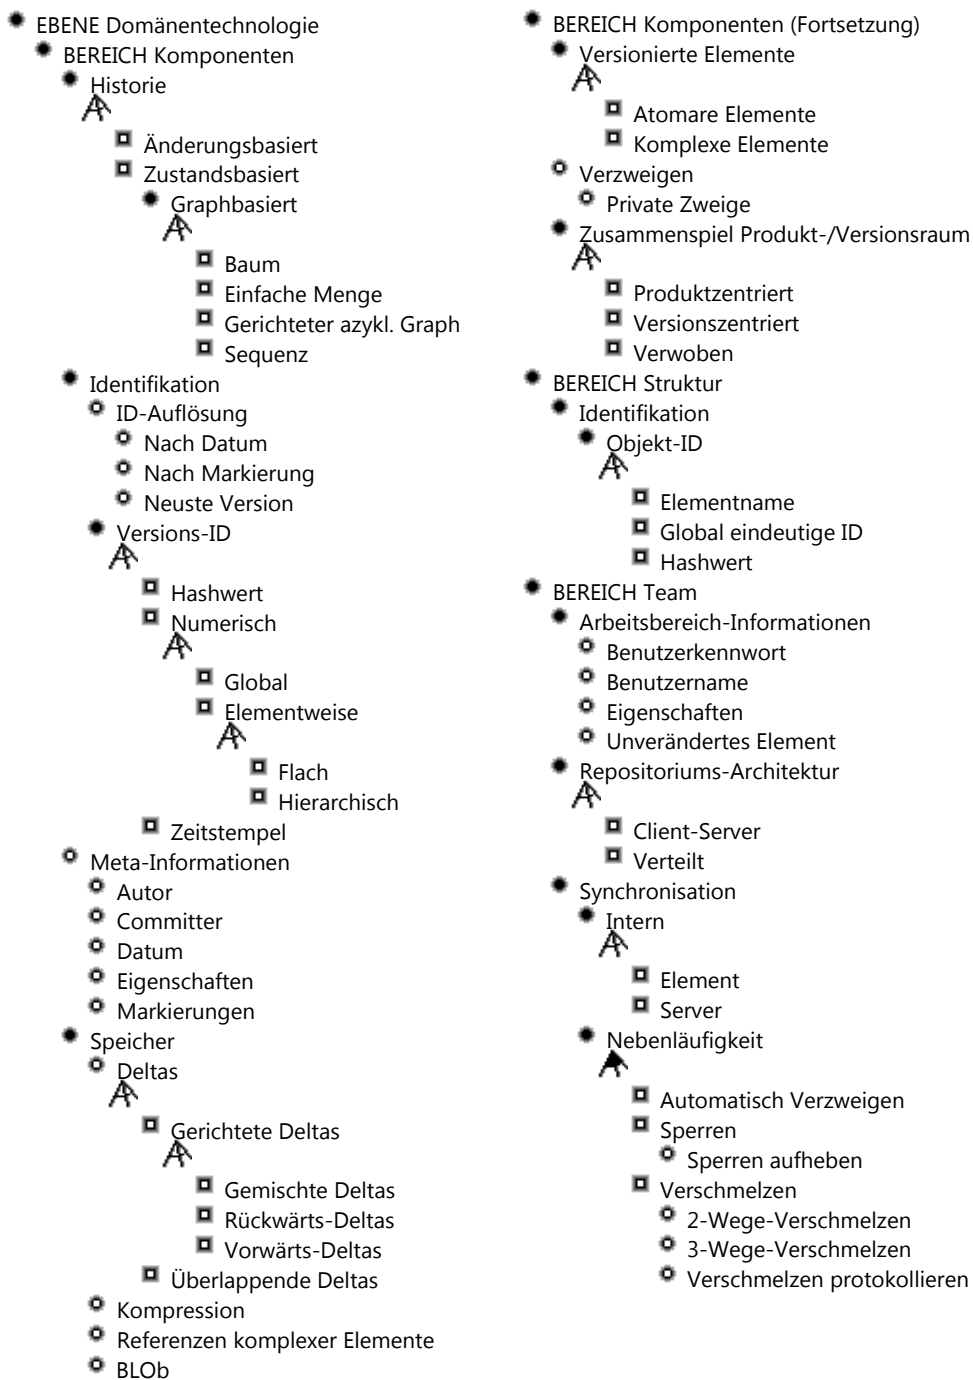 EBENE Domänentechnologie
BEREICH Komponenten
Historie
Änderungsbasiert
Zustandsbasiert
Graphbasiert
Baum
Einfache Menge
Gerichteter azykl. Graph
Sequenz
Identifikation
ID-Auflösung
Nach Datum
Nach Markierung
Neuste Version
Versions-ID
Hashwert
Numerisch
Global
Elementweise
Flach
Hierarchisch
Zeitstempel
Meta-Informationen
Autor
Committer
Datum
Eigenschaften
Markierungen
Speicher
Deltas
Gerichtete Deltas
Gemischte Deltas
Rückwärts-Deltas
Vorwärts-Deltas
Überlappende Deltas
Kompression
Referenzen komplexer Elemente
BLOb
BEREICH Komponenten (Fortsetzung)
Versionierte Elemente
Atomare Elemente
Komplexe Elemente
Verzweigen
Private Zweige
Zusammenspiel Produkt-/Versionsraum
Produktzentriert
Versionszentriert
Verwoben
BEREICH Struktur
Identifikation
Objekt-ID
Elementname
Global eindeutige ID
Hashwert
BEREICH Team
Arbeitsbereich-Informationen
Benutzerkennwort
Benutzername
Eigenschaften
Unverändertes Element
Repositoriums-Architektur
Client-Server
Verteilt
Synchronisation
Intern
Element
Server
Nebenläufigkeit
Automatisch Verzweigen
Sperren
Sperren aufheben
Verschmelzen
2-Wege-Verschmelzen
3-Wege-Verschmelzen
Verschmelzen protokollieren